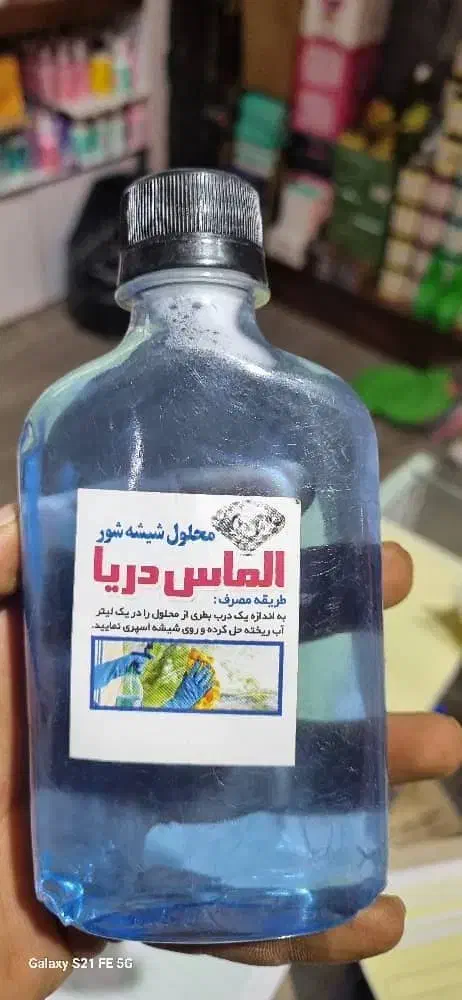 محلول شیشه شور
الماس دریا
طریقه مصرف:
به اندازه یک درب بطری از محلول را در یک لیتر
آب ریخته حل کرده و روی شیشه اسپری نمایید.
Galaxy S21 FE 5G